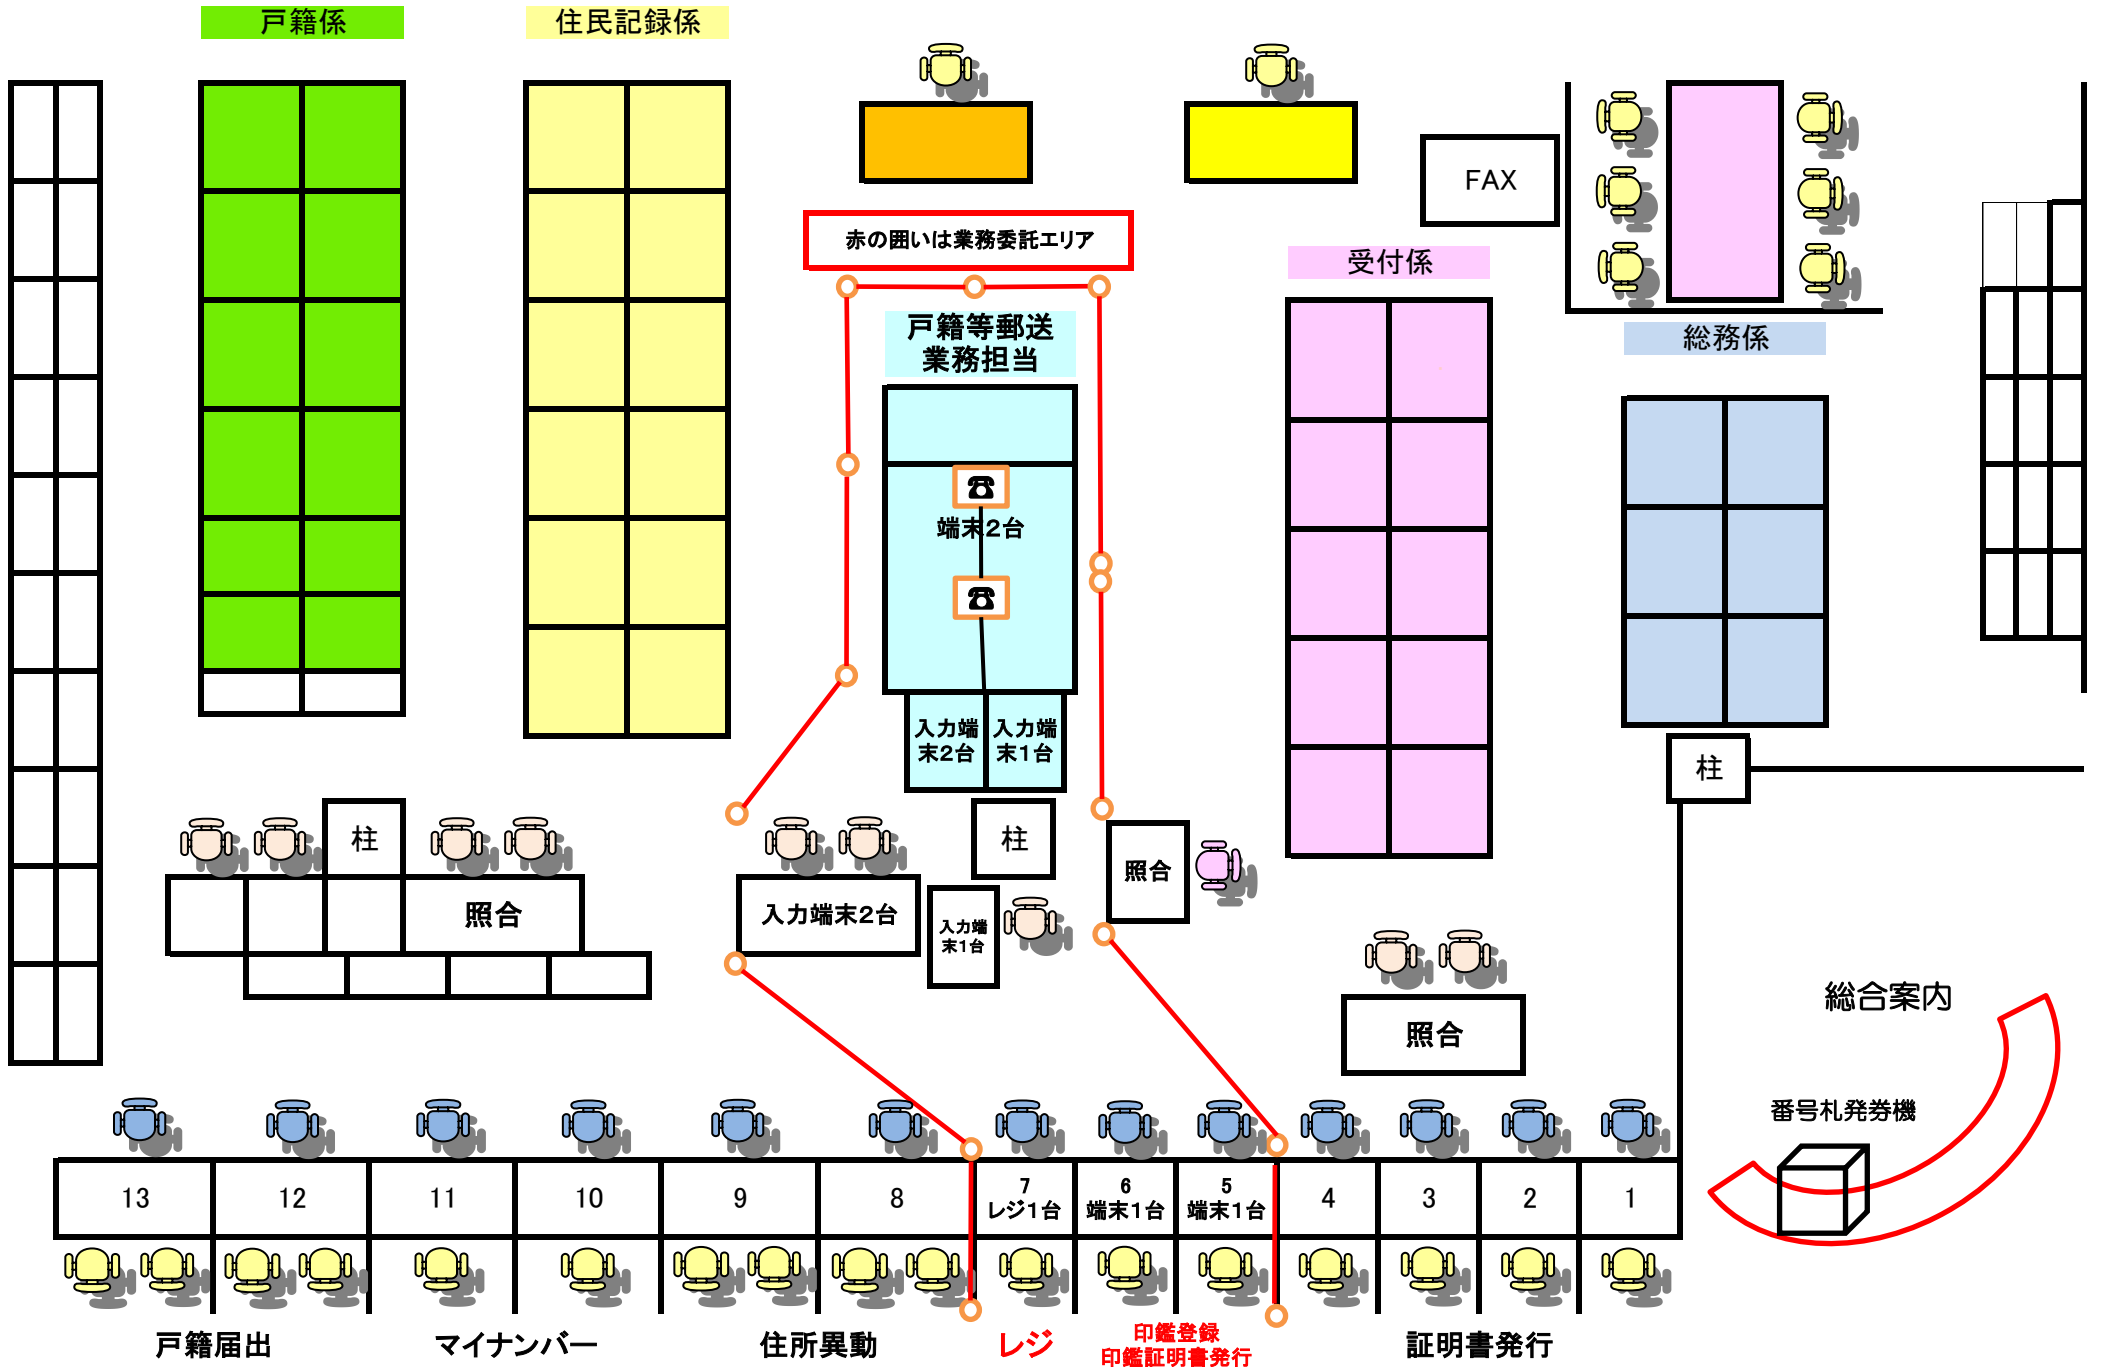 戸籍係
住民記録係
FAX
赤の囲いは業務委託エリア
受付係
戸籍等郵送
業務担当
総務係
端末2台
入力端
末2台
入力端
末1台
柱
柱
柱
照合
照合
入力端末2台
入力端
末1台
照合
総合案内
番号札発券機
13
12
11
10
9
8
7
レジ1台
6
端末1台
5
端末1台
4
3
2
1
戸籍届出
マイナンバー
住所異動
レジ
印鑑登録
印鑑証明書発行
証明書発行